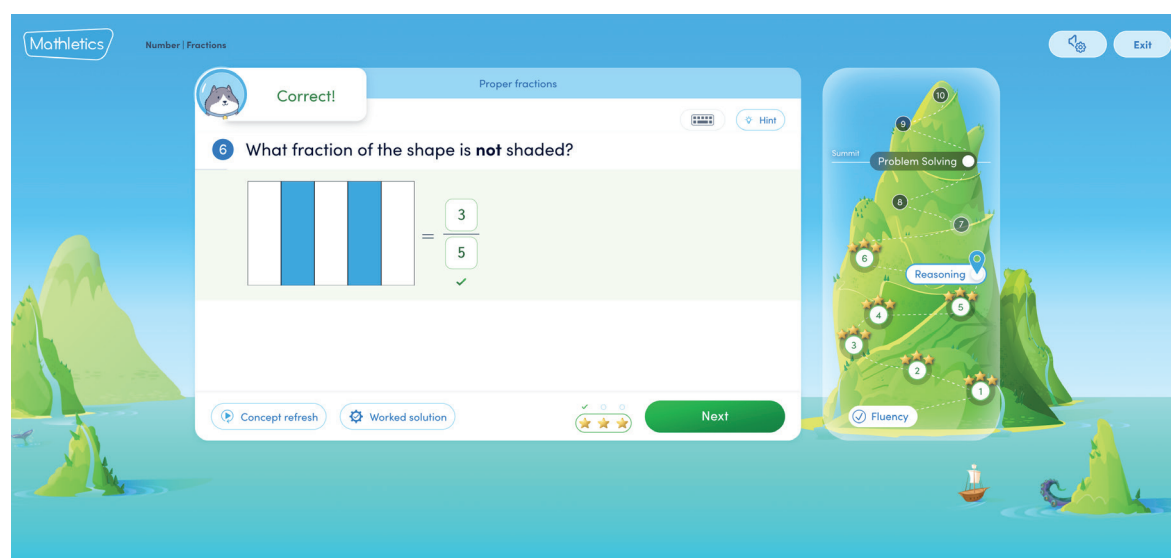 Mathletics
Number | Fractions
Exit
Correct!
Proper fractions
Hint
6 What fraction of the shape is not shaded?
= 3
5
Concept refresh
Worked solution
Next
10
9
Summit
Problem Solving
8
7
6
Reasoning
5
4
3
2
1
Fluency